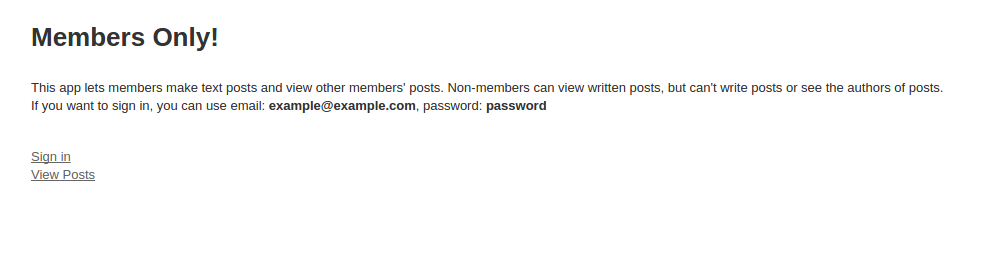 Members Only!
This app lets members make text posts and view other members' posts. Non-members can view written posts, but can't write posts or see the authors of posts.
If you want to sign in, you can use email: example@example.com, password: password
Sign in
View Posts